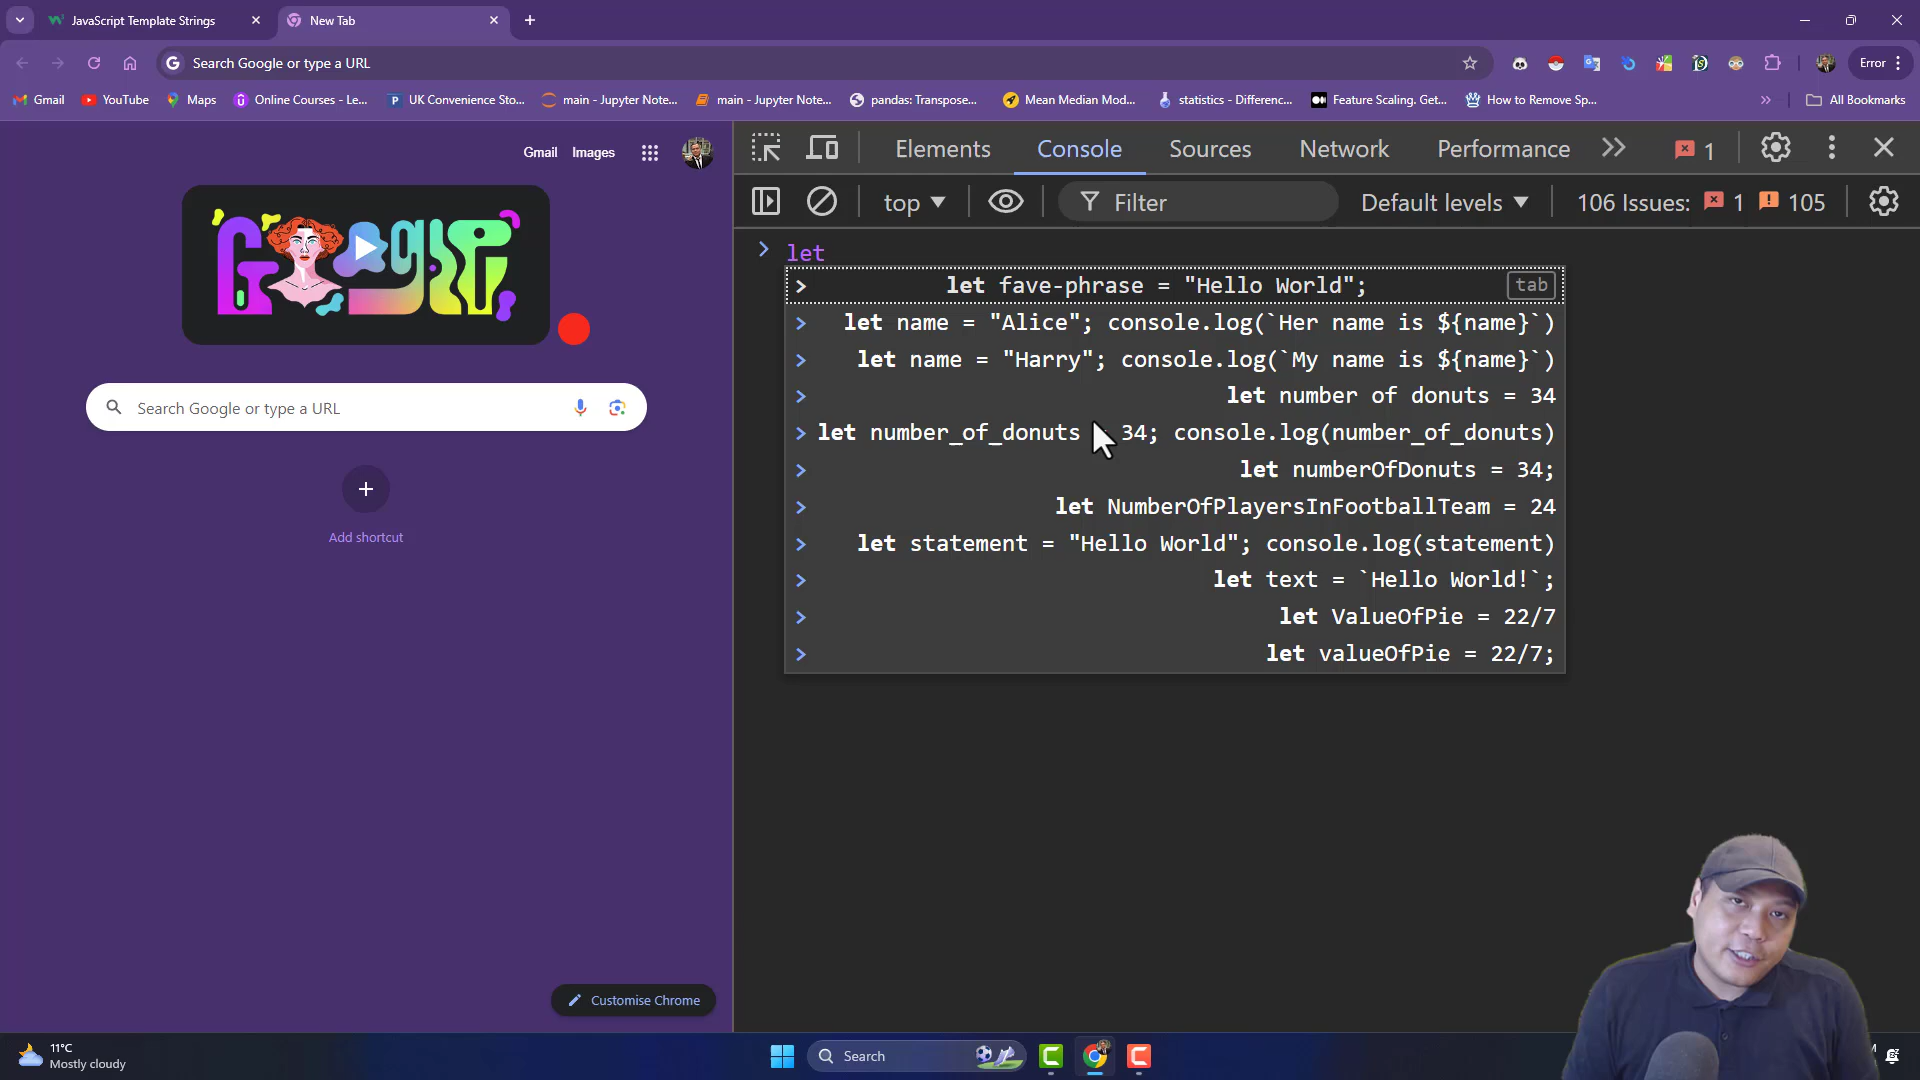 JavaScript Template Strings
New Tab
Search Google or type a URL
Error
Gmail
YouTube
Maps
Online Courses - Le...
UK Convenience Sto...
main - Jupyter Note...
main - Jupyter Note...
pandas: Transpose...
Mean Median Mod...
statistics - Differenc...
Feature Scaling. Get...
How to Remove Sp...
All Bookmarks
Gmail
Images
Google
Search Google or type a URL
Add shortcut
Customise Chrome
Elements
Console
Sources
Network
Performance
1
top
Filter
Default levels
106 Issues:
1
105
let
let fave-phrase = "Hello World";
tab
let name = "Alice"; console.log(`Her name is ${name}`)
let name = "Harry"; console.log(`My name is ${name}`)
let number of donuts = 34
let number_of_donuts 34; console.log(number_of_donuts)
let numberOfDonuts = 34;
let NumberOfPlayersInFootballTeam = 24
let statement = "Hello World"; console.log(statement)
let text = `Hello World!`;
let ValueOfPie = 22/7
let valueOfPie = 22/7;
11°C
Mostly cloudy
Search